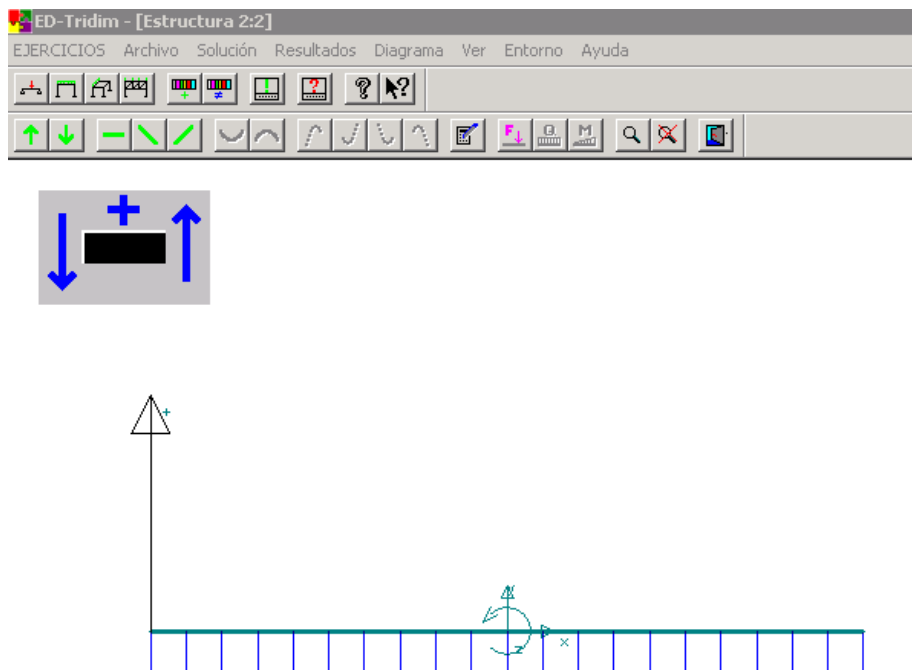 ED-Tridim - [Estructura 2:2]
EJERCICIOS Archivo Solución Resultados Diagrama Ver Entorno Ayuda
+
+
x
z